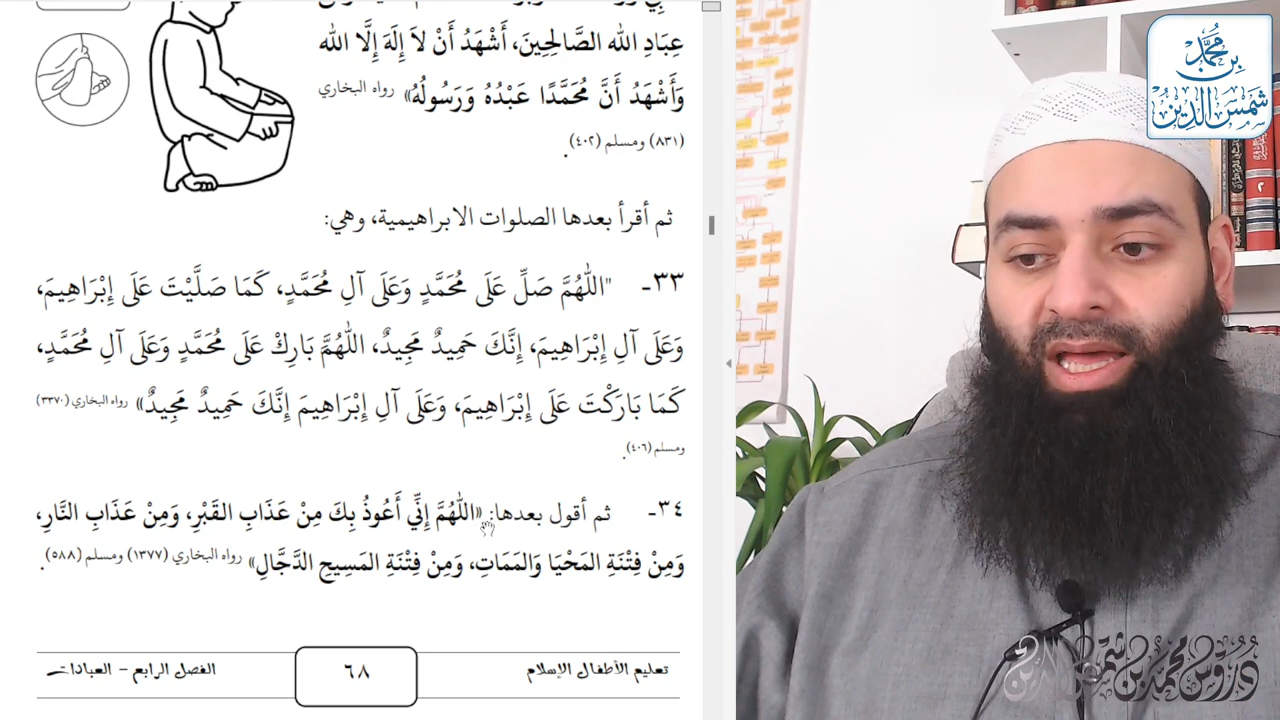 عِبَادِ الله الصَّالِحِينَ، أَشْهَدُ أَنْ لاَ إِلَهَ إِلَّا الله
وَأَشْهَدُ أَنَّ مُحَمَّدًا عَبْدُهُ وَرَسُولُهُ» رواه البخاري
(٨٣١) ومسلم (٤٠٢).
ثم أقرأ بعدها الصلوات الابراهيمية، وهي:
٣٣- "اللَّهُمَّ صَلِّ عَلَى مُحَمَّدٍ وَعَلَى آلِ مُحَمَّدٍ، كَمَا صَلَّيْتَ عَلَى إِبْرَاهِيمَ،
وَعَلَى آلِ إِبْرَاهِيمَ، إِنَّكَ حَمِيدٌ مَجِيدٌ، اللَّهُمَّ بَارِكْ عَلَى مُحَمَّدٍ وَعَلَى آلِ مُحَمَّدٍ،
كَمَا بَارَكْتَ عَلَى إِبْرَاهِيمَ، وَعَلَى آلِ إِبْرَاهِيمَ إِنَّكَ حَمِيدٌ مَجِيدٌ» رواه البخاري (٣٣٧٠)
ومسلم (٤٠٦).
٣٤- ثم أقول بعدها: «اللَّهُمَّ إِنِّي أَعُوذُ بِكَ مِنْ عَذَابِ القَبْرِ، وَمِنْ عَذَابِ النَّارِ،
وَمِنْ فِتْنَةِ المَحْيَا وَالمَمَاتِ، وَمِنْ فِتْنَةِ المَسِيحِ الدَّجَّالِ» رواه البخاري (١٣٧٧) ومسلم (٥٨٨).
تعليم الأطفال الإسلام
٦٨
الفصل الرابع - العبادات
مُحَمَّد بْن
شَمْسِ الدِّين
دروس محمد بن شمس الدين
٢